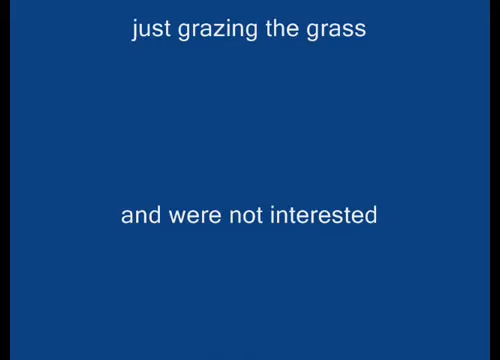 just grazing the grass
and were not interested